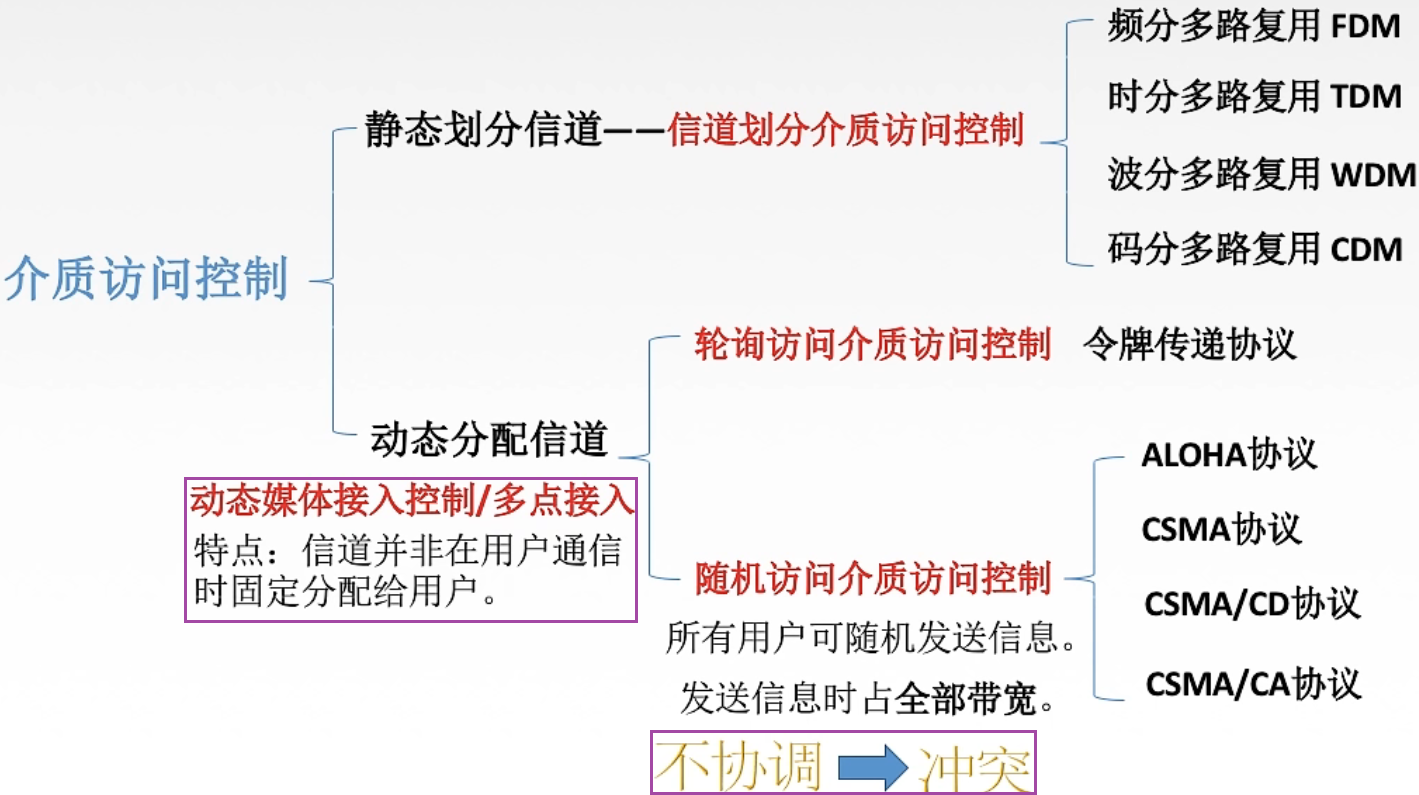 频分多路复用 FDM
时分多路复用 TDM
静态划分信道——信道划分介质访问控制
波分多路复用 WDM
码分多路复用 CDM
介质访问控制
轮询访问介质访问控制 令牌传递协议
动态分配信道
动态媒体接入控制/多点接入
特点：信道并非在用户通信
时固定分配给用户。
ALOHA协议
CSMA协议
随机访问介质访问控制
CSMA/CD协议
所有用户可随机发送信息。
CSMA/CA协议
发送信息时占全部带宽。
不协调 冲突